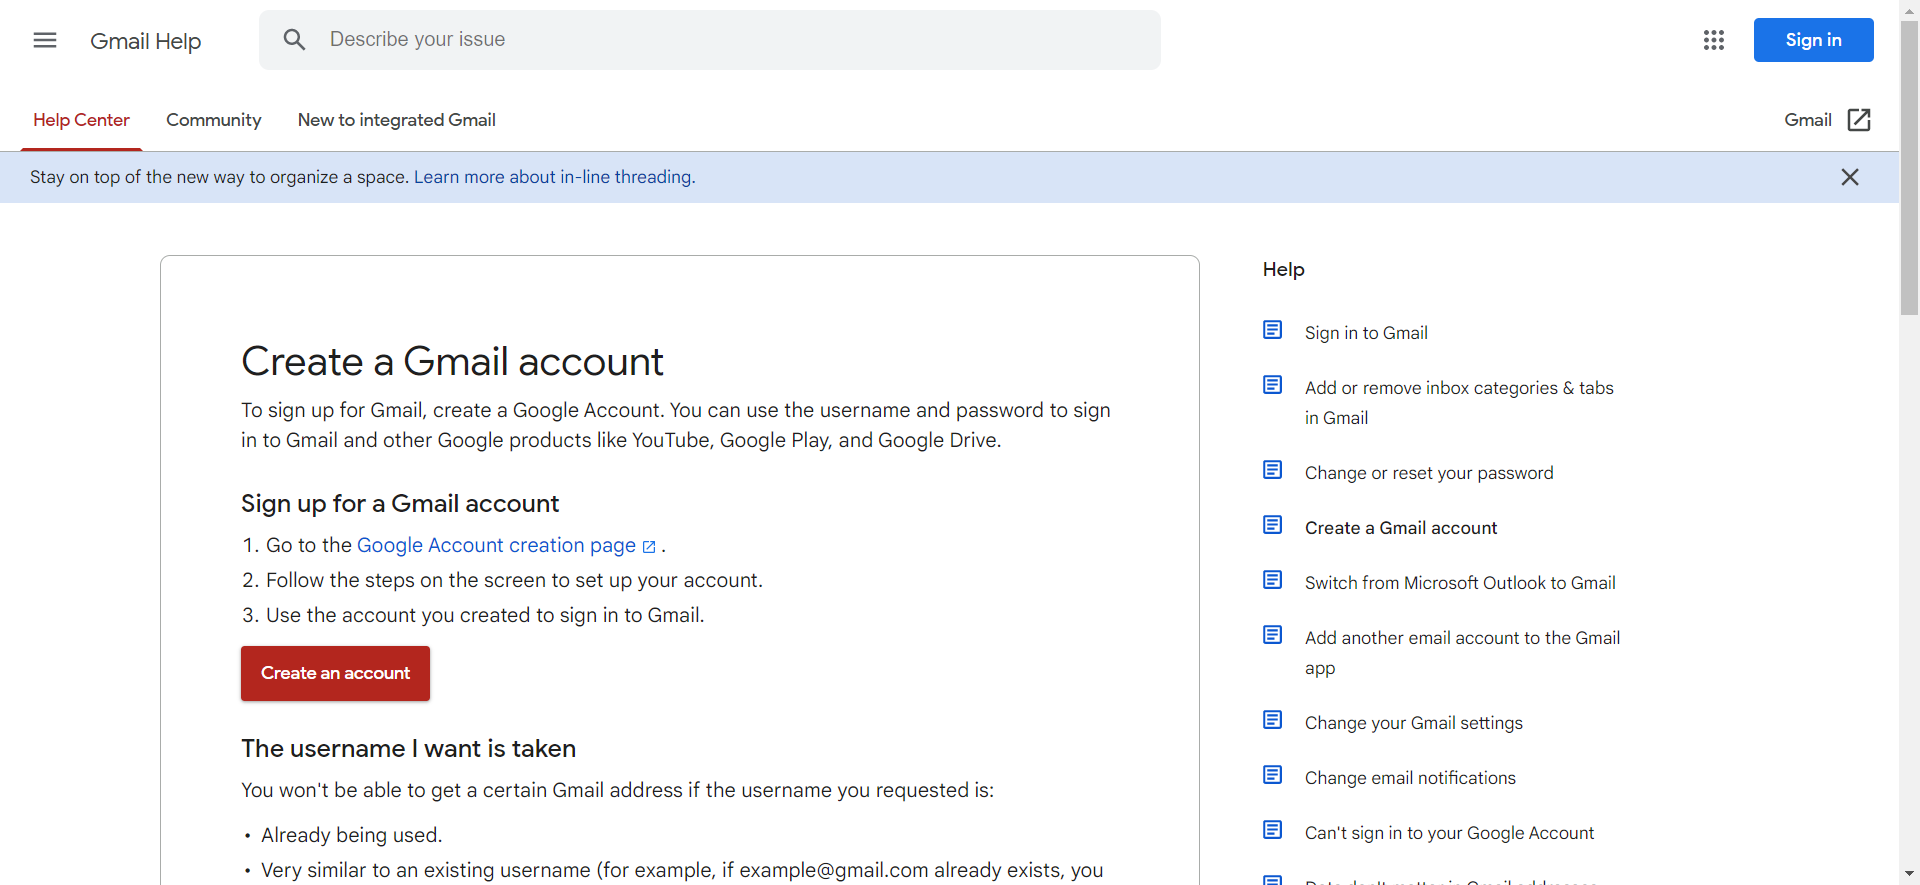 Gmail Help
Describe your issue
Sign in
Help Center
Community
New to integrated Gmail
Gmail
Stay on top of the new way to organize a space. Learn more about in-line threading.
Create a Gmail account
To sign up for Gmail, create a Google Account. You can use the username and password to sign
in to Gmail and other Google products like YouTube, Google Play, and Google Drive.
Sign up for a Gmail account
1. Go to the Google Account creation page .
2. Follow the steps on the screen to set up your account.
3. Use the account you created to sign in to Gmail.
Create an account
The username I want is taken
You won't be able to get a certain Gmail address if the username you requested is:
• Already being used.
• Very similar to an existing username (for example, if example@gmail.com already exists, you
Help
Sign in to Gmail
Add or remove inbox categories & tabs
in Gmail
Change or reset your password
Create a Gmail account
Switch from Microsoft Outlook to Gmail
Add another email account to the Gmail
app
Change your Gmail settings
Change email notifications
Can't sign in to your Google Account